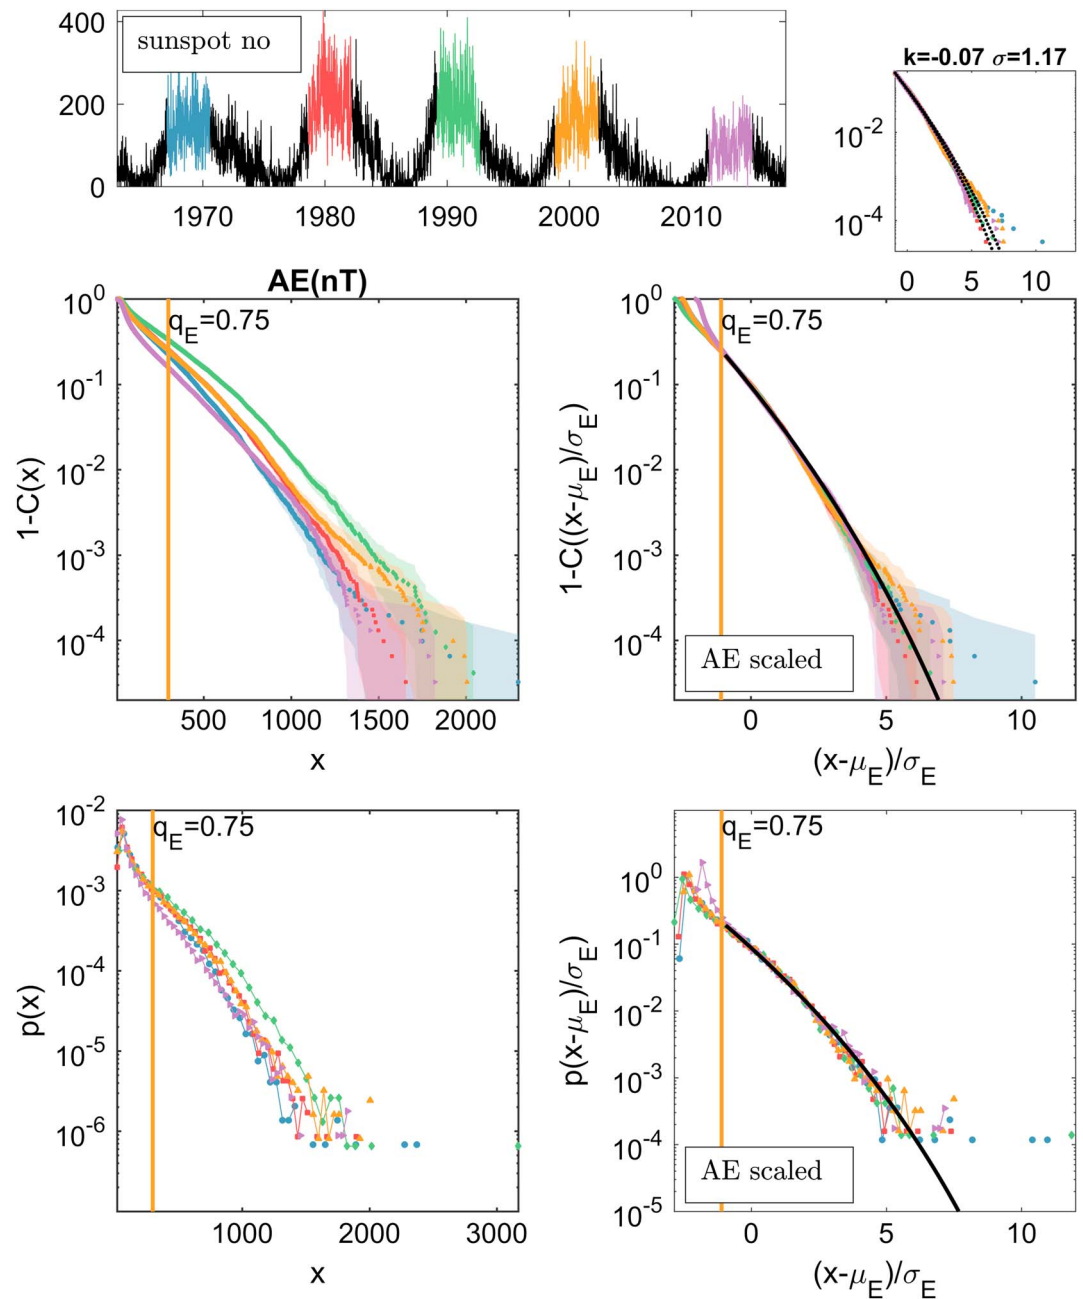 400
200
0
sunspot no
1970
1980
1990
2000
2010
k=-0.07 σ=1.17
10^-2
10^-4
0
5
10
AE(nT)
q_E=0.75
10^0
10^-1
10^-2
10^-3
10^-4
1-C(x)
500
1000
1500
2000
x
q_E=0.75
10^0
10^-1
10^-2
10^-3
10^-4
1-C((x-μ_E)/σ_E)
AE scaled
0
5
10
(x-μ_E)/σ_E
q_E=0.75
10^-2
10^-3
10^-4
10^-5
10^-6
p(x)
1000
2000
3000
x
q_E=0.75
10^0
10^-1
10^-2
10^-3
10^-4
10^-5
p(x-μ_E)/σ_E)
AE scaled
0
5
10
(x-μ_E)/σ_E